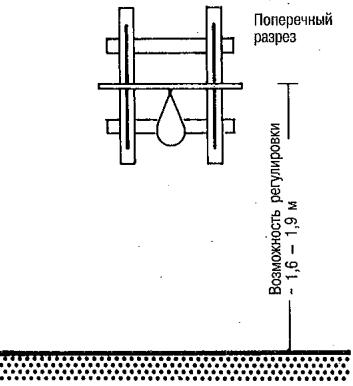 Поперечный
разрез
Возможность регулировки
~ 1,6 – 1,9 м